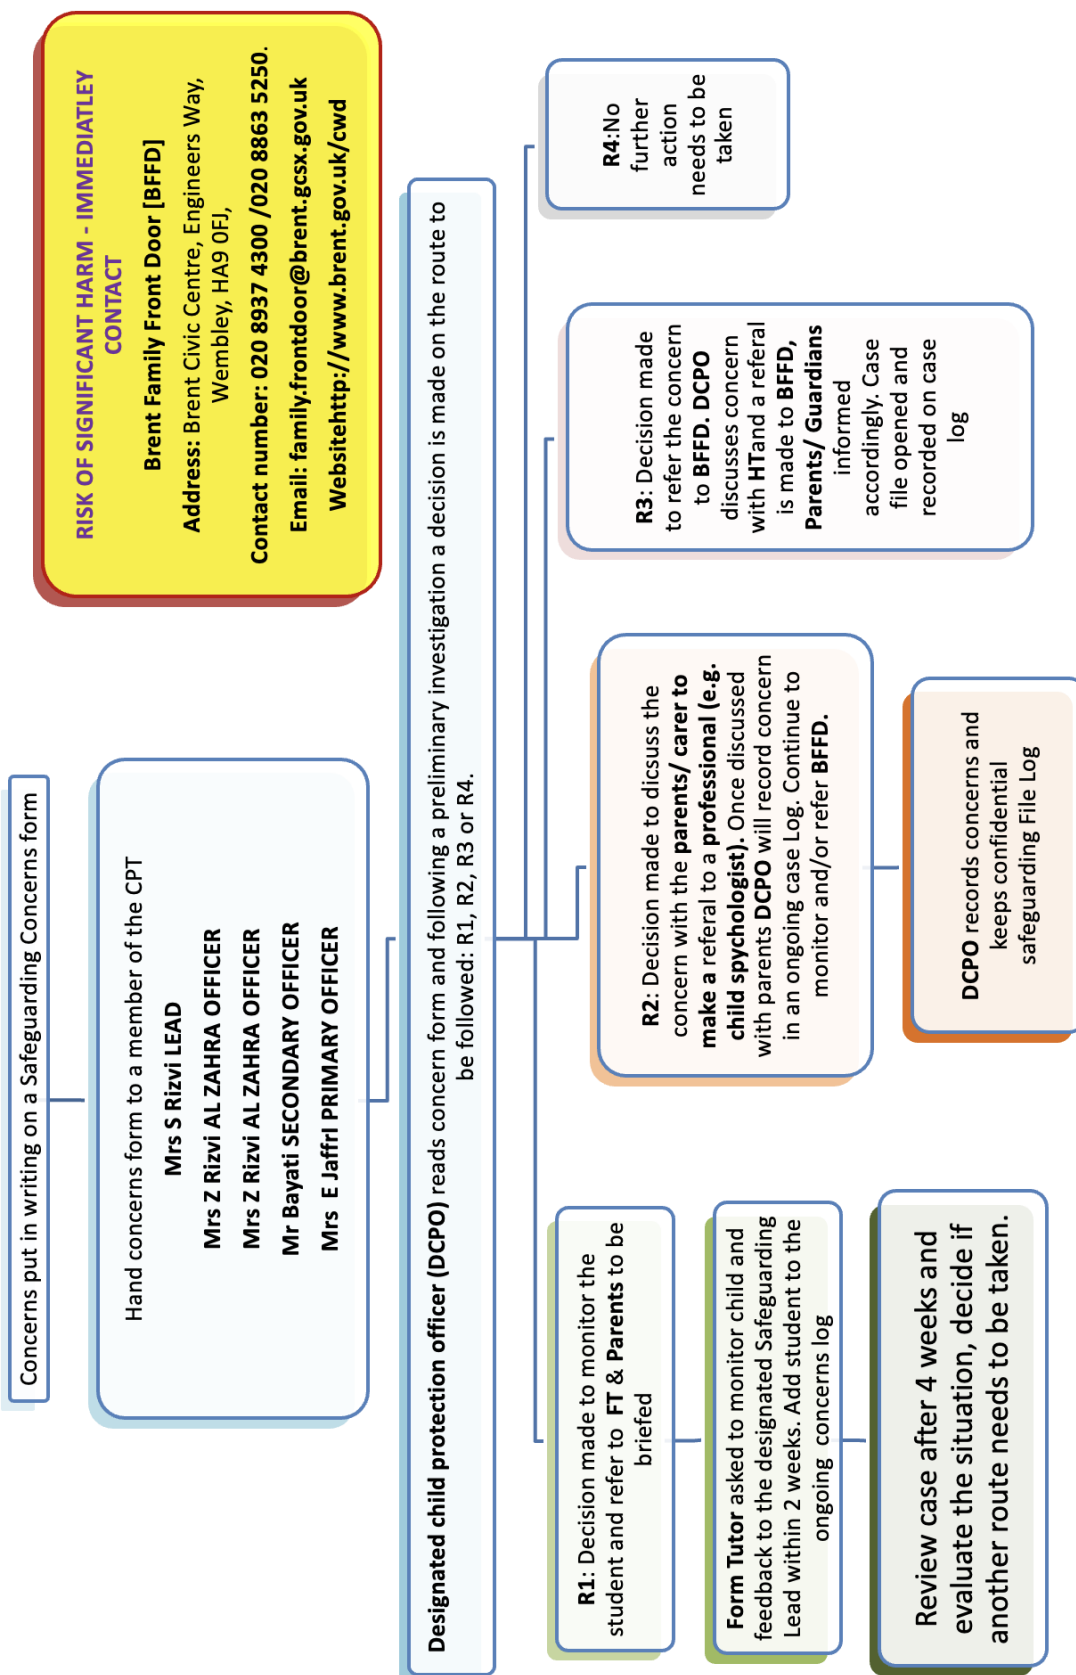 Concerns put in writing on a Safeguarding Concerns form
RISK OF SIGNIFICANT HARM - IMMEDIATLEY
CONTACT
Brent Family Front Door [BFFD]
Address: Brent Civic Centre, Engineers Way,
Wembley, HA9 0FJ,
Contact number: 020 8937 4300 /020 8863 5250.
Email: family.frontdoor@brent.gcsx.gov.uk
Websitehttp://www.brent.gov.uk/cwd
Hand concerns form to a member of the CPT
Mrs S Rizvi LEAD
Mrs Z Rizvi AL ZAHRA OFFICER
Mrs Z Rizvi AL ZAHRA OFFICER
Mr Bayati SECONDARY OFFICER
Mrs E JaffrI PRIMARY OFFICER
Designated child protection officer (DCPO) reads concern form and following a preliminary investigation a decision is made on the route to
be followed: R1, R2, R3 or R4.
R1: Decision made to monitor the
student and refer to FT & Parents to be
briefed
Form Tutor asked to monitor child and
feedback to the designated Safeguarding
Lead within 2 weeks. Add student to the
ongoing concerns log
Review case after 4 weeks and
evaluate the situation, decide if
another route needs to be taken.
R2: Decision made to dicsuss the
concern with the parents/ carer to
make a referral to a professional (e.g.
child spychologist). Once discussed
with parents DCPO will record concern
in an ongoing case Log. Continue to
monitor and/or refer BFFD.
DCPO records concerns and
keeps confidential
safeguarding File Log
R3: Decision made
to refer the concern
to BFFD. DCPO
discusses concern
with HTand a referal
is made to BFFD,
Parents/ Guardians
informed
accordingly. Case
file opened and
recorded on case
log
R4:No
further
action
needs to be
taken